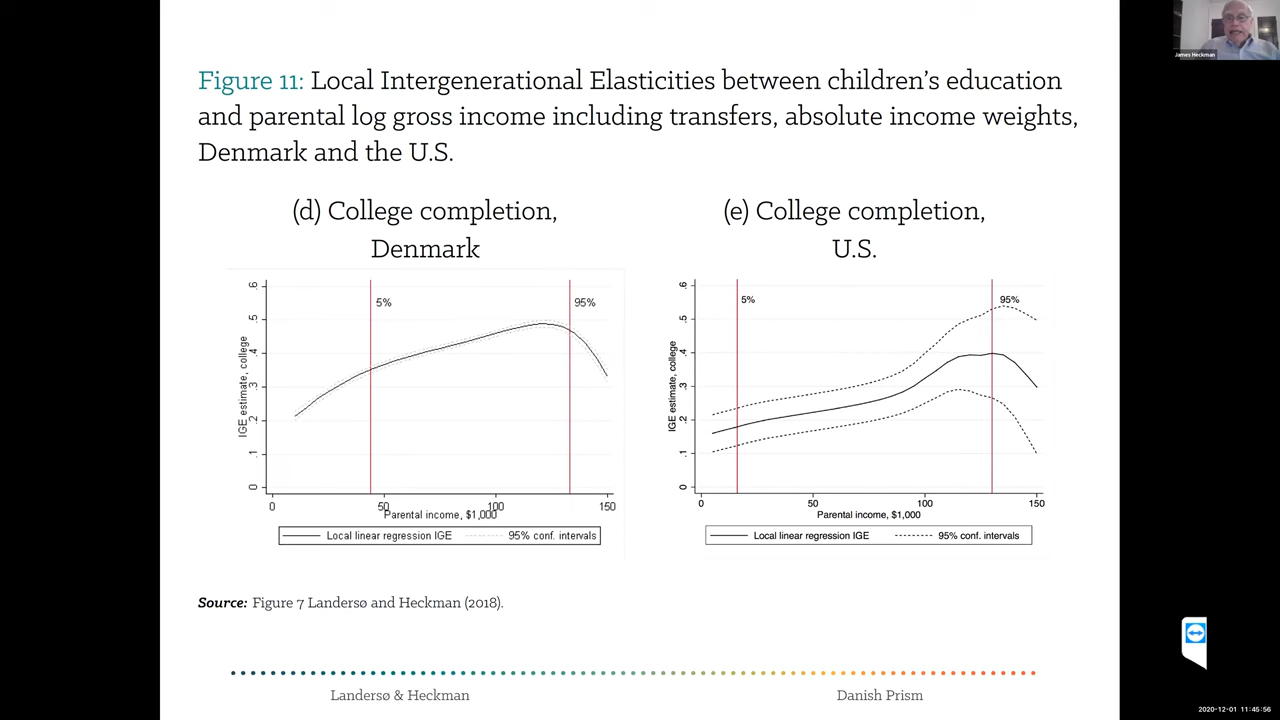 James Heckman
Figure 11: Local Intergenerational Elasticities between children's education
and parental log gross income including transfers, absolute income weights,
Denmark and the U.S.
(d) College completion,
Denmark
5%
95%
IGE estimate, college
0 .1 .2 .3 .4 .5 .6
0 50 100 150
Parental income, $1,000
Local linear regression IGE 95% conf. intervals
(e) College completion,
U.S.
5%
95%
IGE estimate, college
0 .1 .2 .3 .4 .5 .6
0 50 100 150
Parental income, $1,000
Local linear regression IGE 95% conf. intervals
Source: Figure 7 Landersø and Heckman (2018).
Landersø & Heckman
Danish Prism
2020-12-01 11:45:56